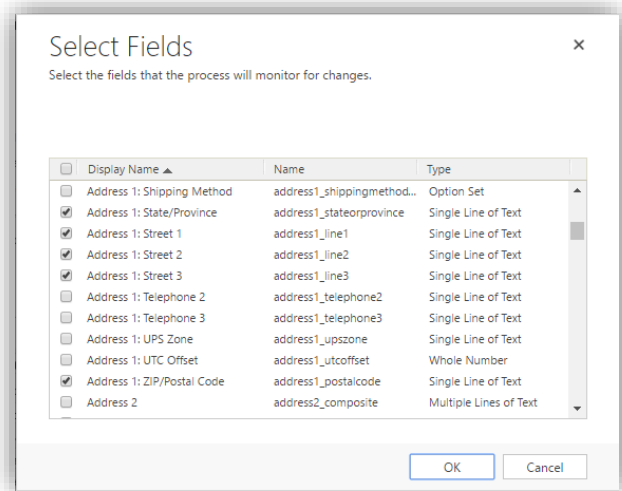 Select Fields
Select the fields that the process will monitor for changes.
Display Name Name Type
Address 1: Shipping Method address1_shippingmethod... Option Set
Address 1: State/Province address1_stateorprovince Single Line of Text
Address 1: Street 1 address1_line1 Single Line of Text
Address 1: Street 2 address1_line2 Single Line of Text
Address 1: Street 3 address1_line3 Single Line of Text
Address 1: Telephone 2 address1_telephone2 Single Line of Text
Address 1: Telephone 3 address1_telephone3 Single Line of Text
Address 1: UPS Zone address1_upszone Single Line of Text
Address 1: UTC Offset address1_utcoffset Whole Number
Address 1: ZIP/Postal Code address1_postalcode Single Line of Text
Address 2 address2_composite Multiple Lines of Text
OK Cancel